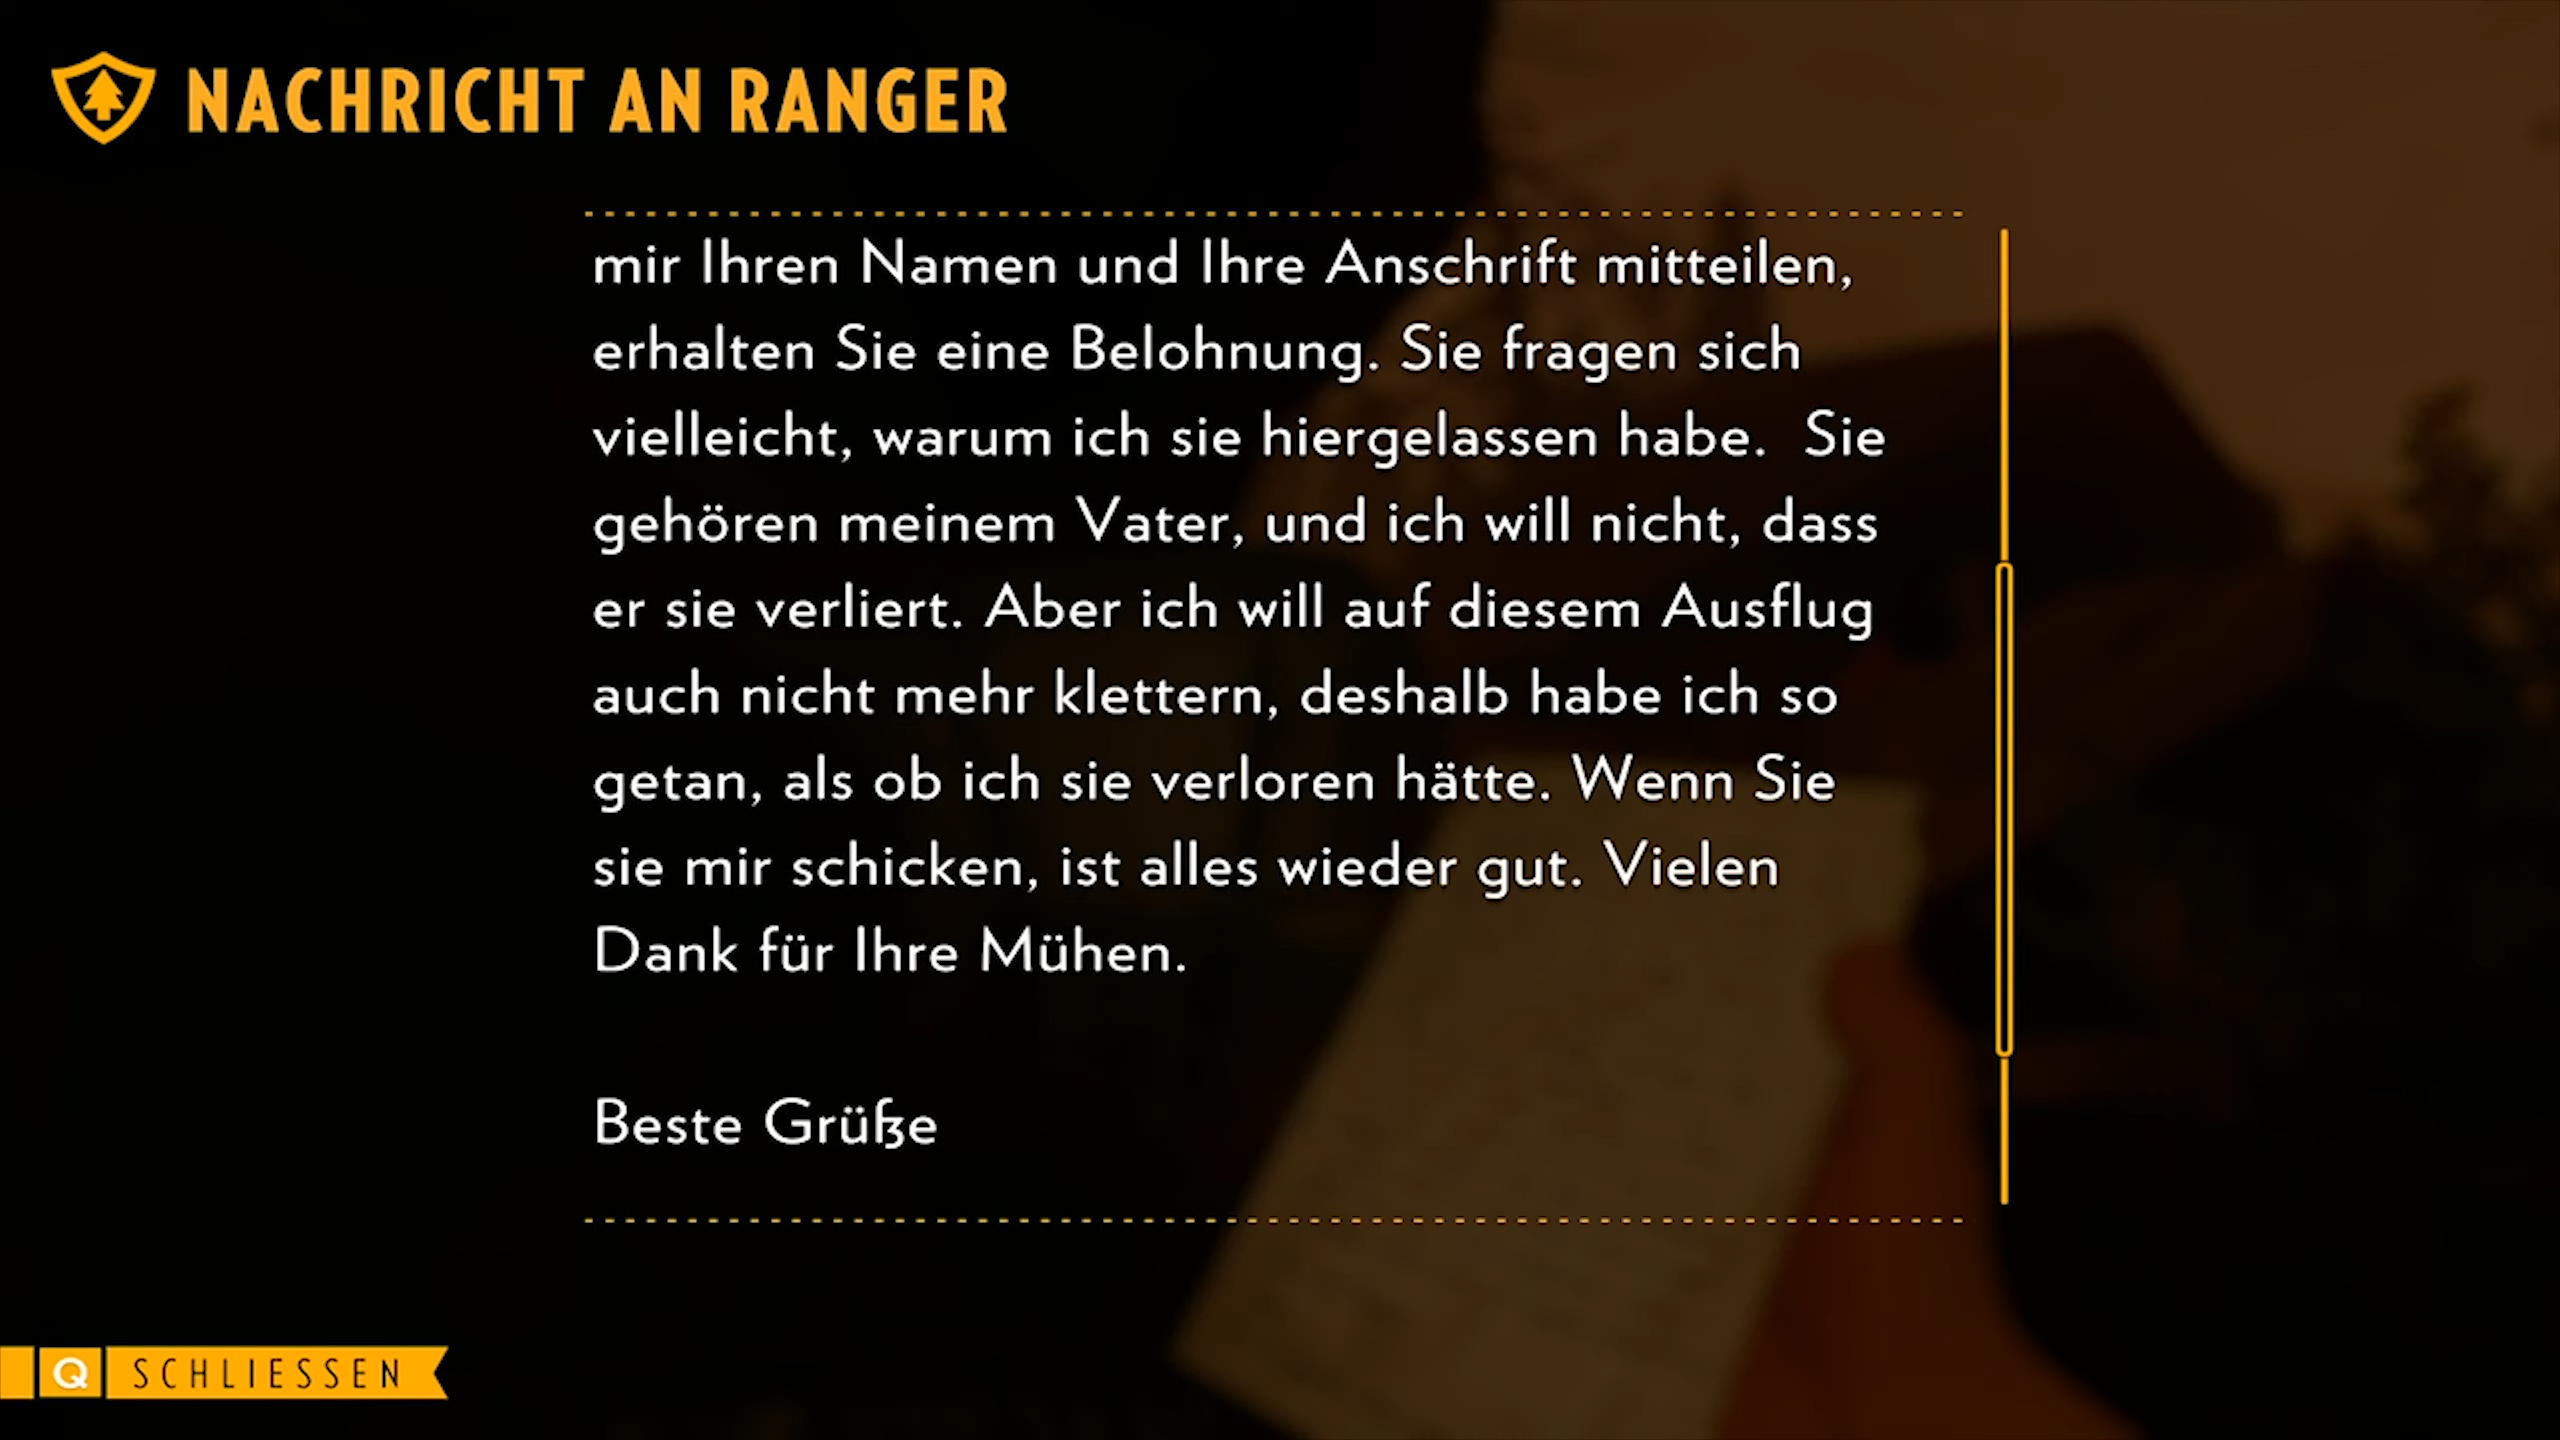 NACHRICHT AN RANGER
mir Ihren Namen und Ihre Anschrift mitteilen,
erhalten Sie eine Belohnung. Sie fragen sich
vielleicht, warum ich sie hiergelassen habe.  Sie
gehören meinem Vater, und ich will nicht, dass
er sie verliert. Aber ich will auf diesem Ausflug
auch nicht mehr klettern, deshalb habe ich so
getan, als ob ich sie verloren hätte. Wenn Sie
sie mir schicken, ist alles wieder gut. Vielen
Dank für Ihre Mühen.
Beste Grüße
Q SCHLIESSEN